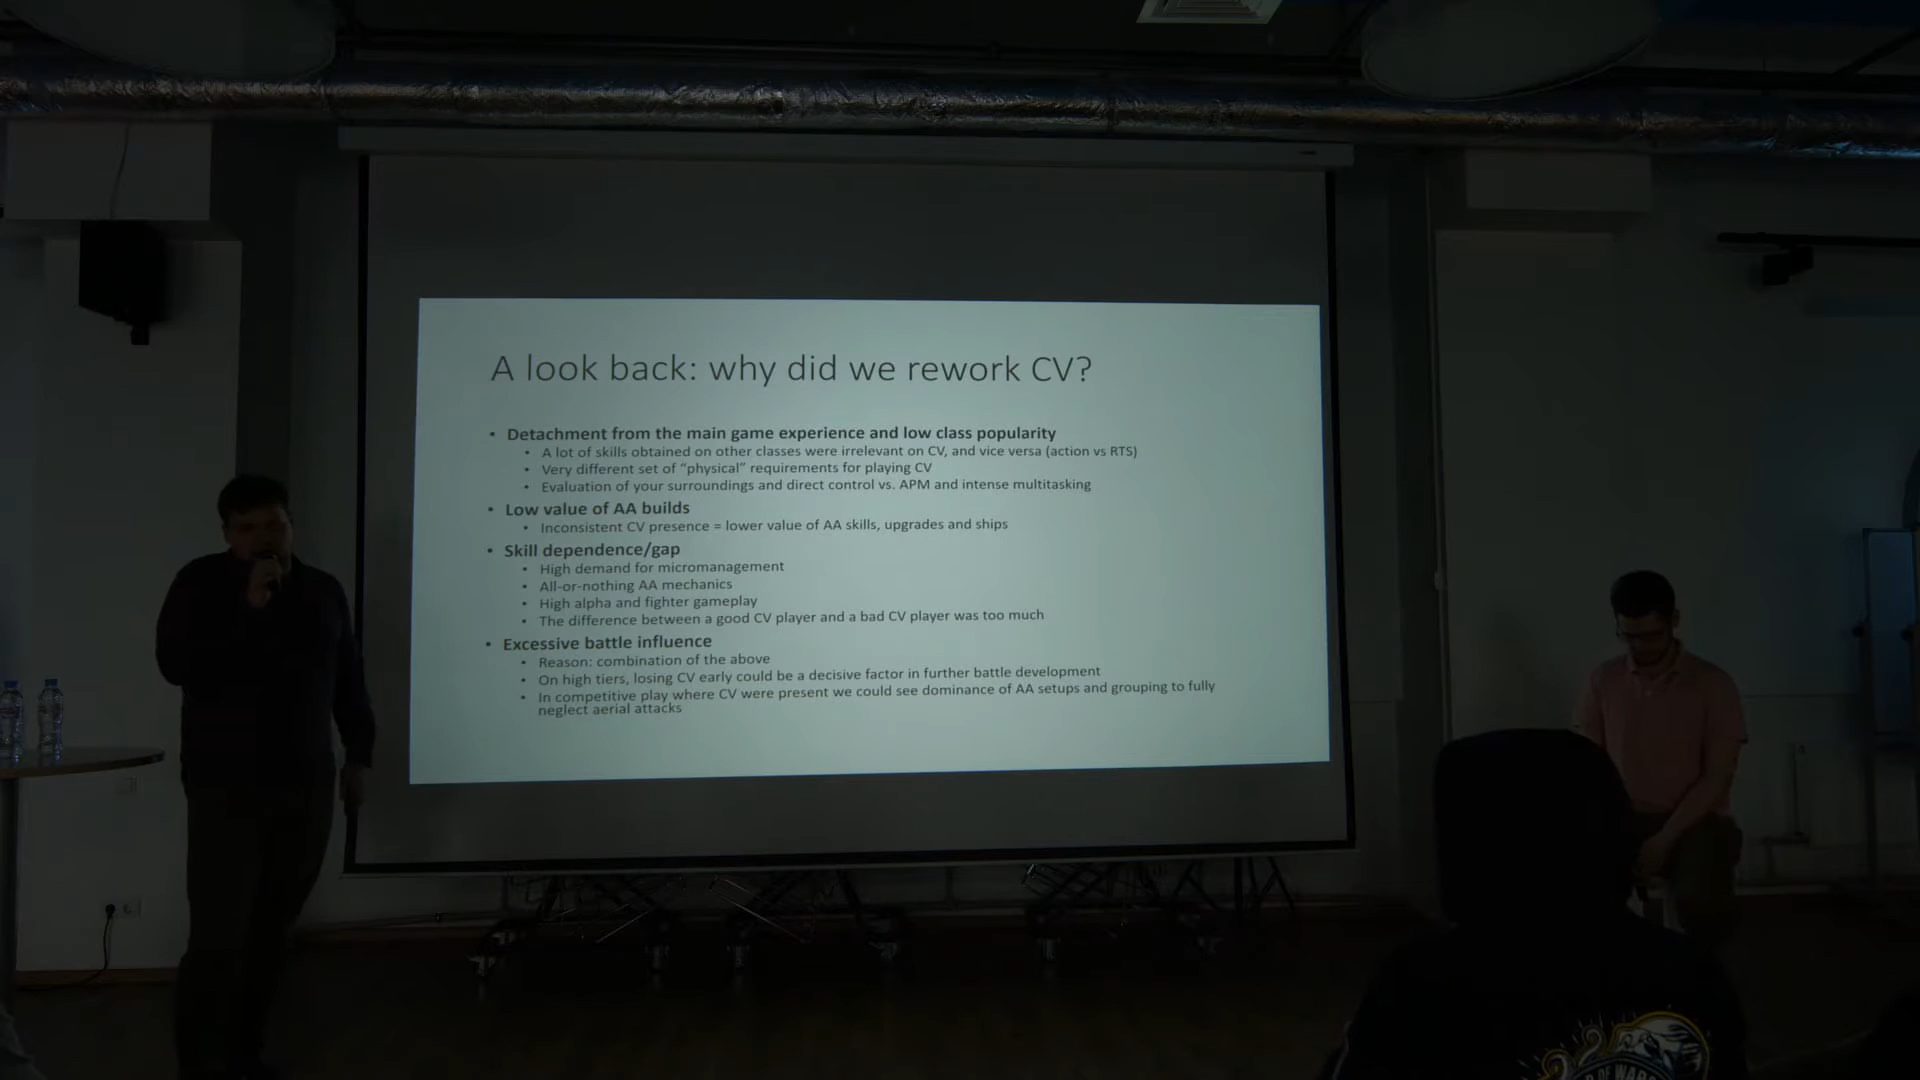 A look back: why did we rework CV?
• Detachment from the main game experience and low class popularity
• A lot of skills obtained on other classes were irrelevant on CV, and vice versa (action vs RTS)
• Very different set of “physical” requirements for playing CV
• Evaluation of your surroundings and direct control vs. APM and intense multitasking
• Low value of AA builds
• Inconsistent CV presence = lower value of AA skills, upgrades and ships
• Skill dependence/gap
• High demand for micromanagement
• All-or-nothing AA mechanics
• High alpha and fighter gameplay
• The difference between a good CV player and a bad CV player was too much
• Excessive battle influence
• Reason: combination of the above
• On high tiers, losing CV early could be a decisive factor in further battle development
• In competitive play where CV were present we could see dominance of AA setups and grouping to fully
neglect aerial attacks
OF